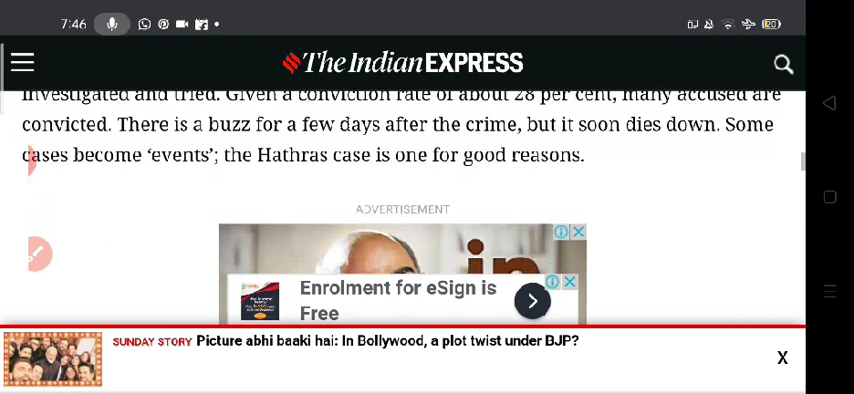 7:46
20
The Indian EXPRESS
investigated and tried. Given a conviction rate of about 28 per cent, many accused are
convicted. There is a buzz for a few days after the crime, but it soon dies down. Some
cases become ‘events’; the Hathras case is one for good reasons.
ADVERTISEMENT
in
Enrolment for eSign is
Free
SUNDAY STORY Picture abhi baaki hai: In Bollywood, a plot twist under BJP?
X